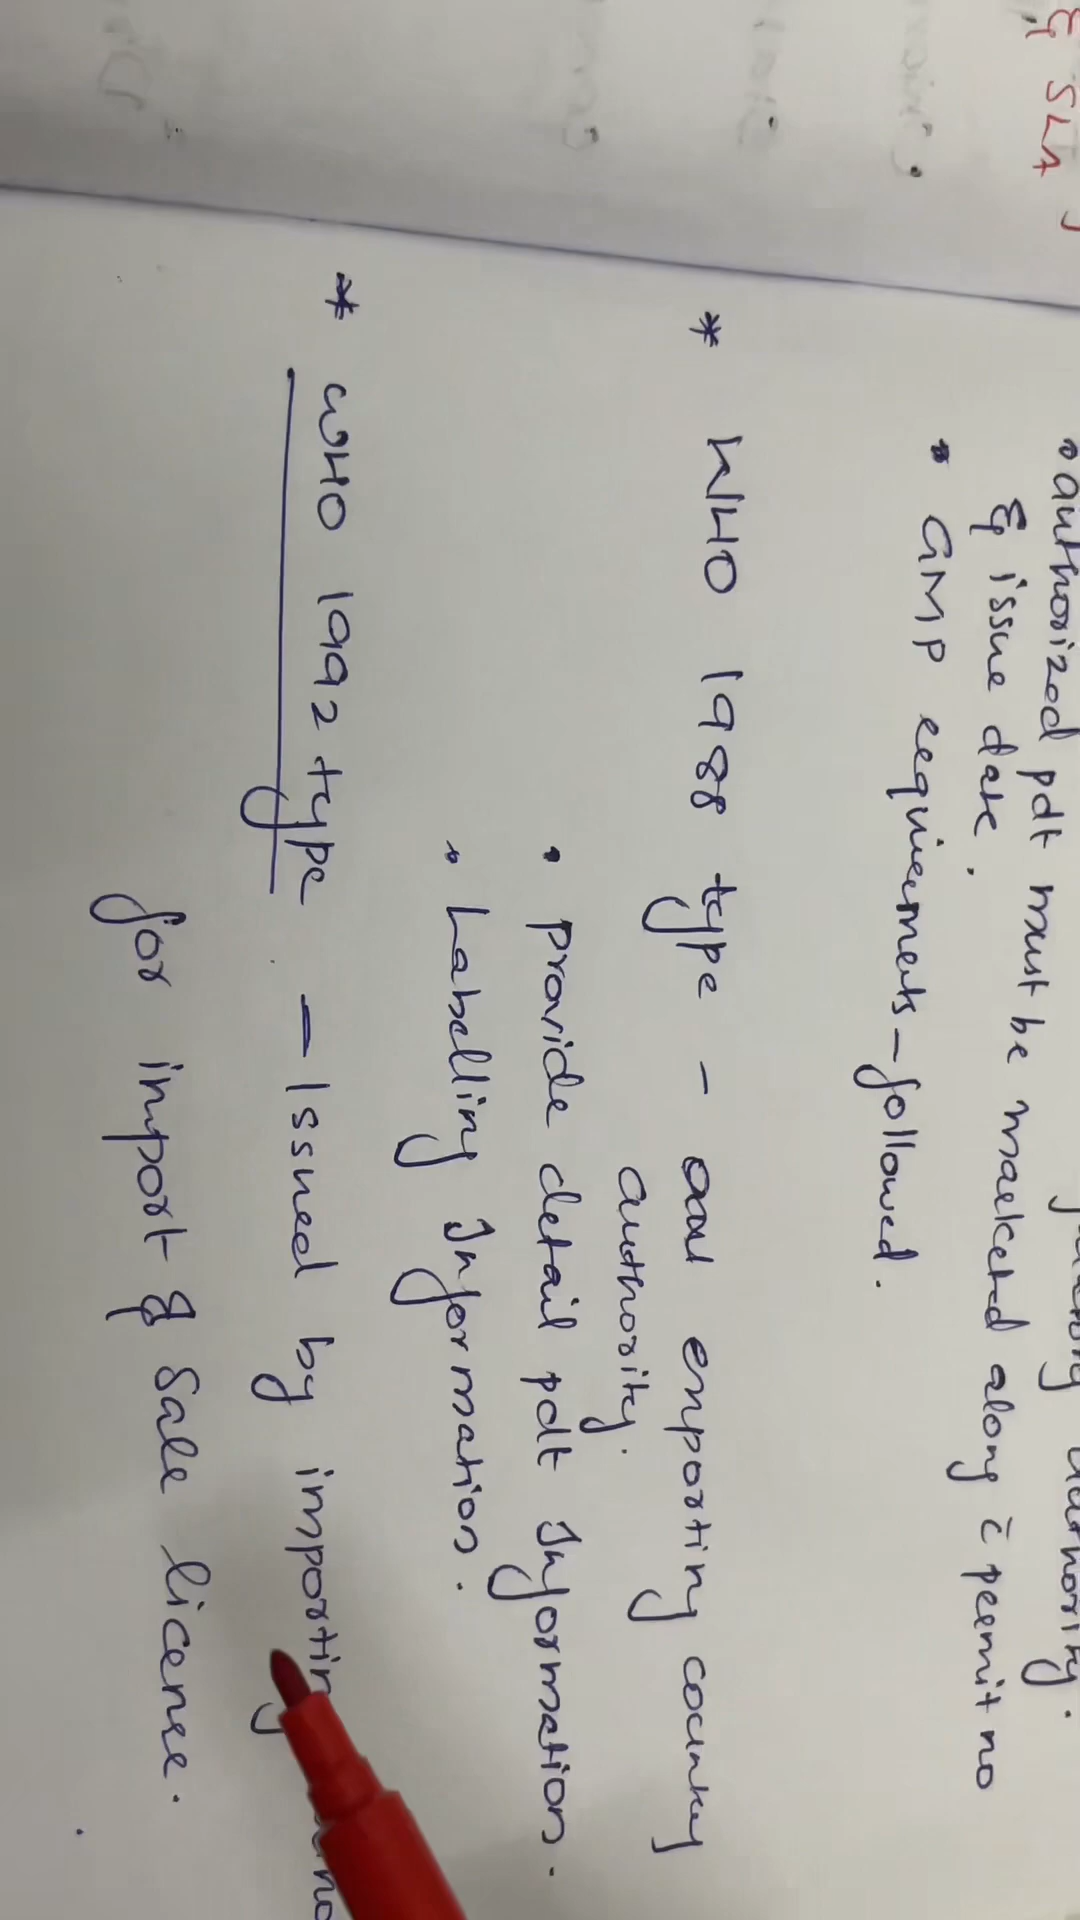 & SLA
authority.
• authorized pdt must be marketed along c̄ permit no
& issue date.
• GMP requirements - followed.
* WHO 1988 type - exporting country
authority.
• provide detail pdt Information.
• Labelling Information.
* WHO 1992 type - Issued by importing
for import & Sale licence.